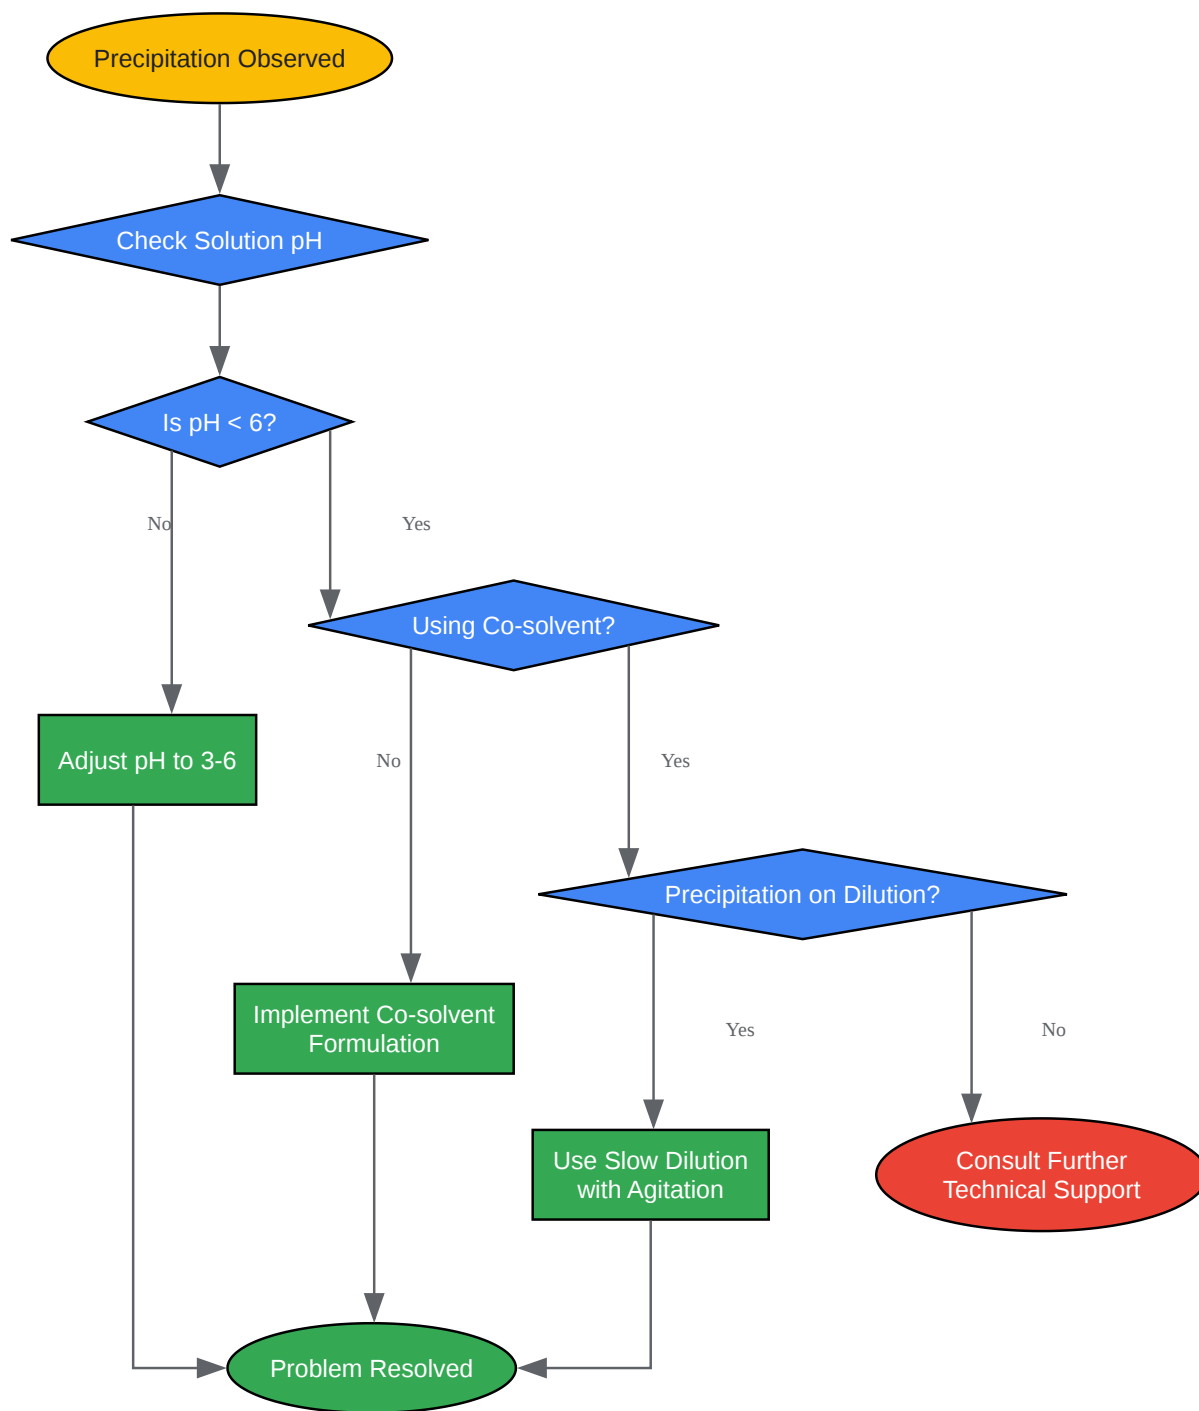 Precipitation Observed
Check Solution pH
Is pH < 6?
No
Yes
Using Co-solvent?
Adjust pH to 3-6
No
Yes
Precipitation on Dilution?
Implement Co-solvent
Formulation
Yes
No
Use Slow Dilution
with Agitation
Consult Further
Technical Support
Problem Resolved